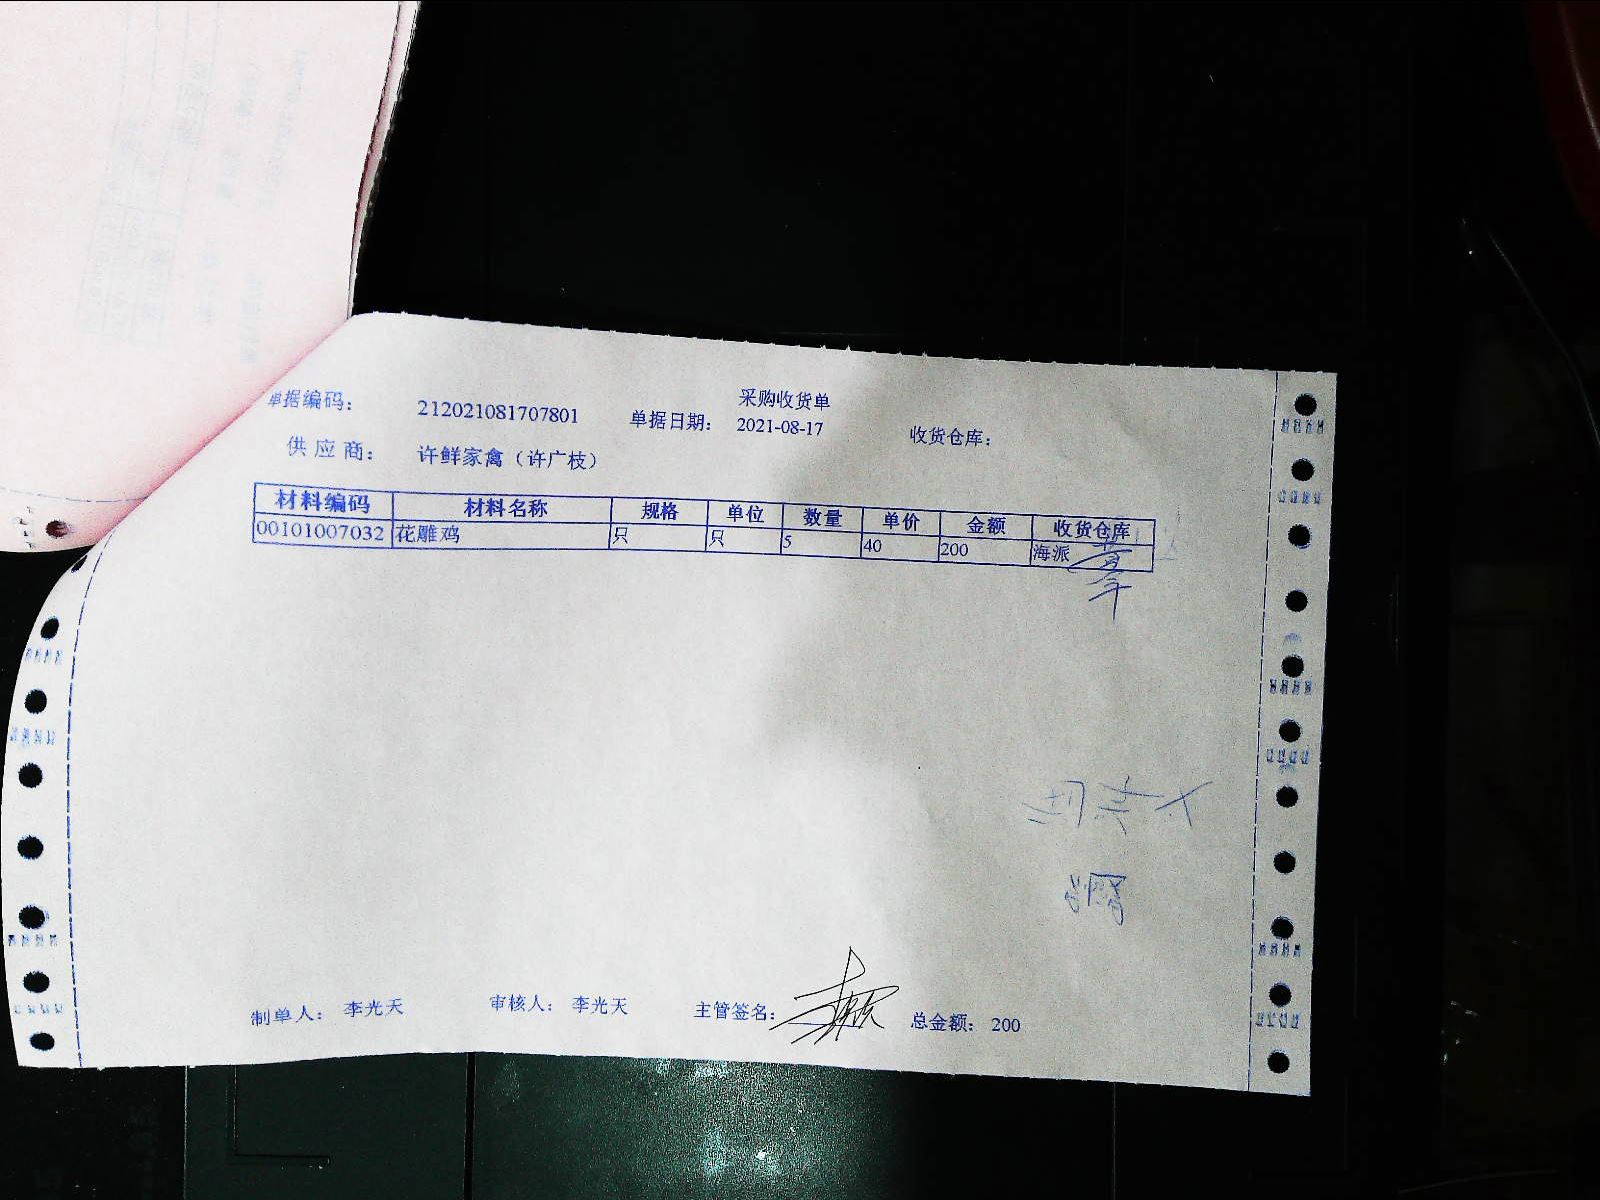 采购收货单
单据编码： 212021081707801 单据日期： 2021-08-17 收货仓库：
供应商： 许鲜家禽（许广枝）
材料编码 材料名称 规格 单位 数量 单价 金额 收货仓库
00101007032 花雕鸡 只 只 5 40 200 海派
制单人： 李光天 审核人： 李光天 主管签名： 总金额： 200